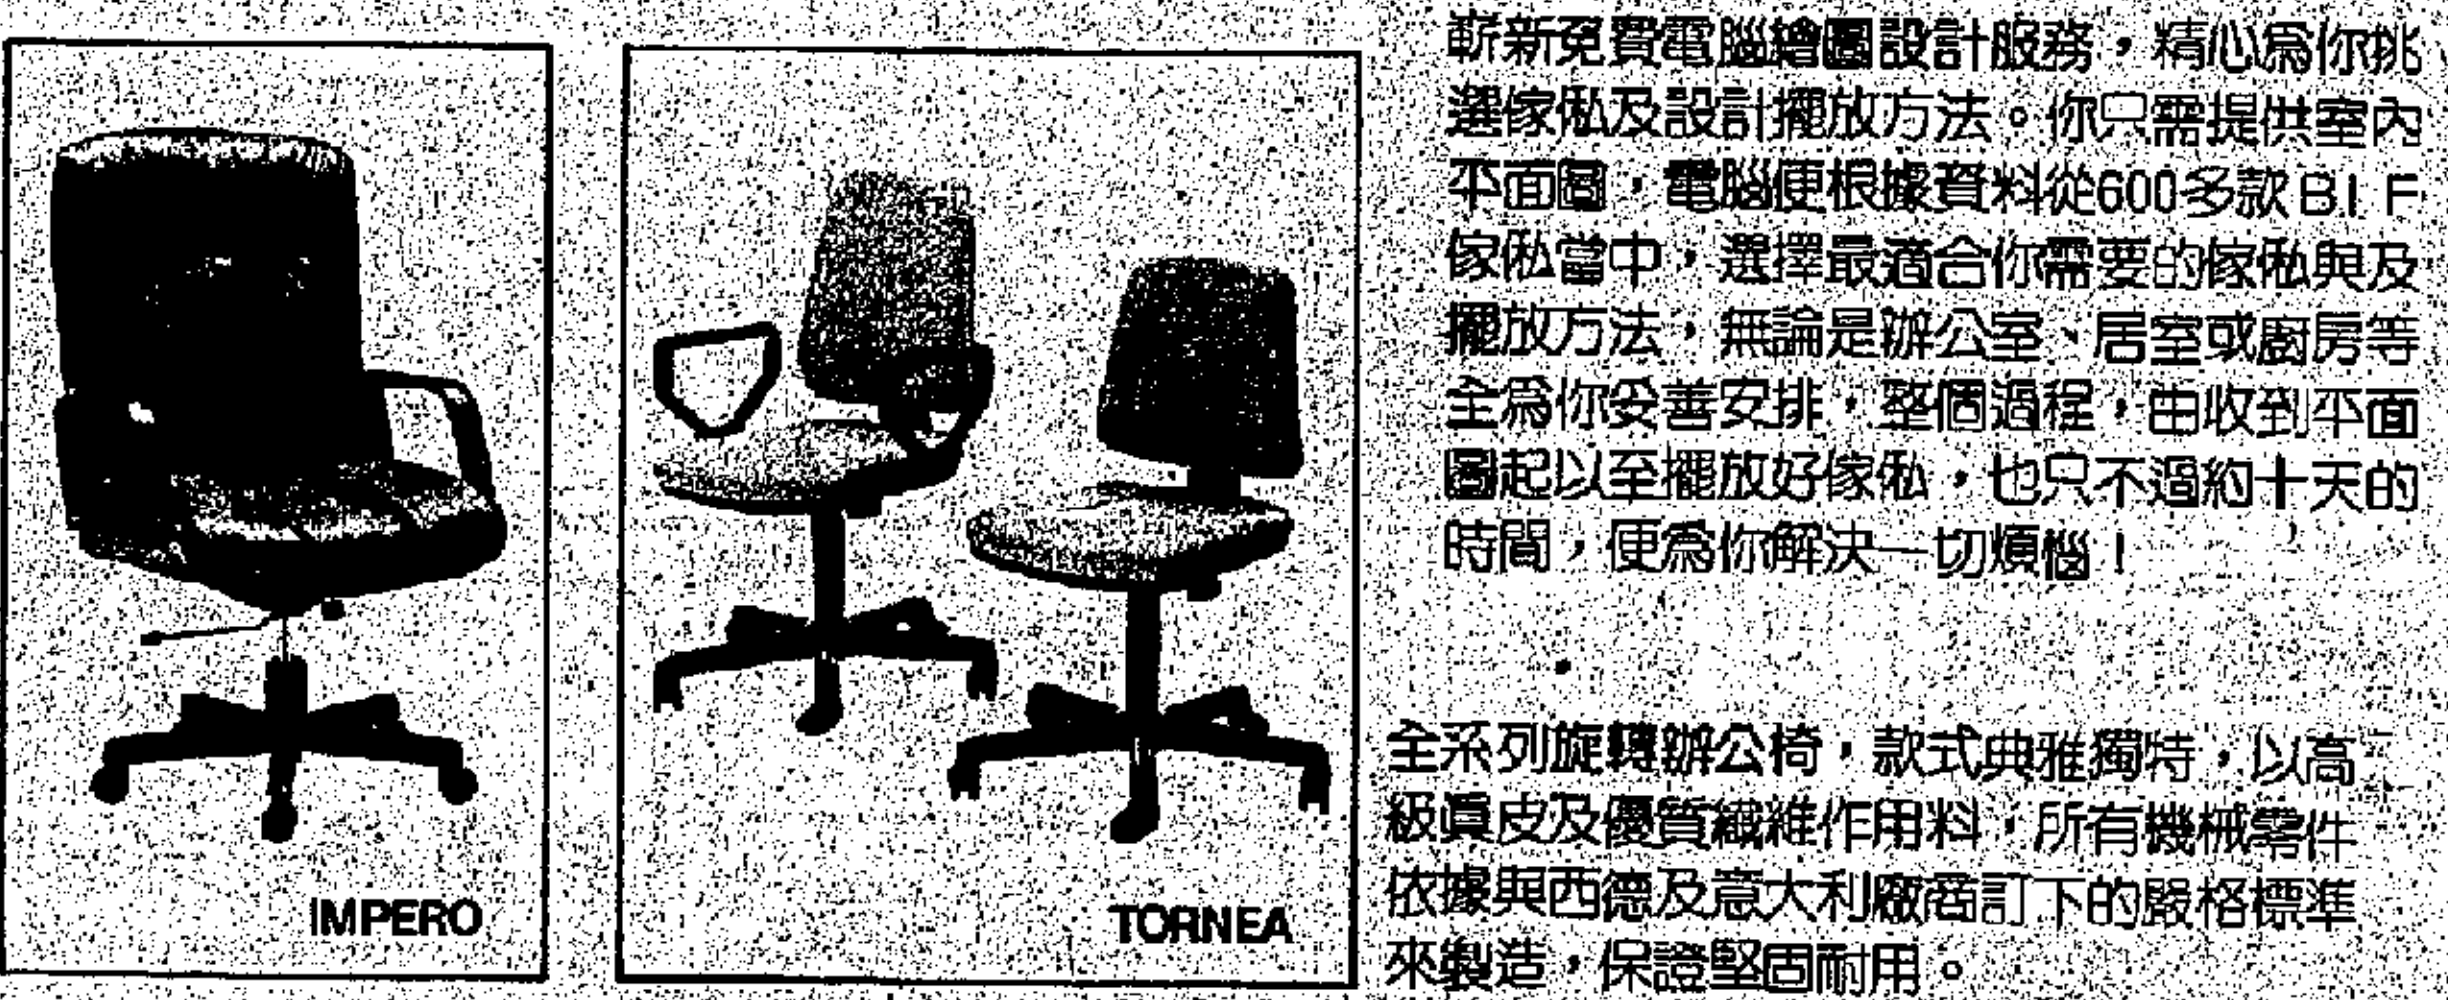 嶄新免費電腦繪圖設計服務，精心爲你挑
選傢俬及設計擺放方法。你只需提供室內
平面圖，電腦便根據資料從600多款BIF
傢俬當中，選擇最適合你需要的傢俬與及
擺放方法，無論是辦公室、居室或廚房等
全爲你妥善安排，整個過程，由收到平面
圖起以至擺放好傢俬，也只不過約十天的
時間，便爲你解決一切煩惱！
全系列旋轉辦公椅，款式典雅獨特，以高
級眞皮及優質纖維作用料，所有機械零件
依據與西德及意大利廠商訂下的嚴格標準
來製造，保證堅固耐用。
IMPERO
TORNEA